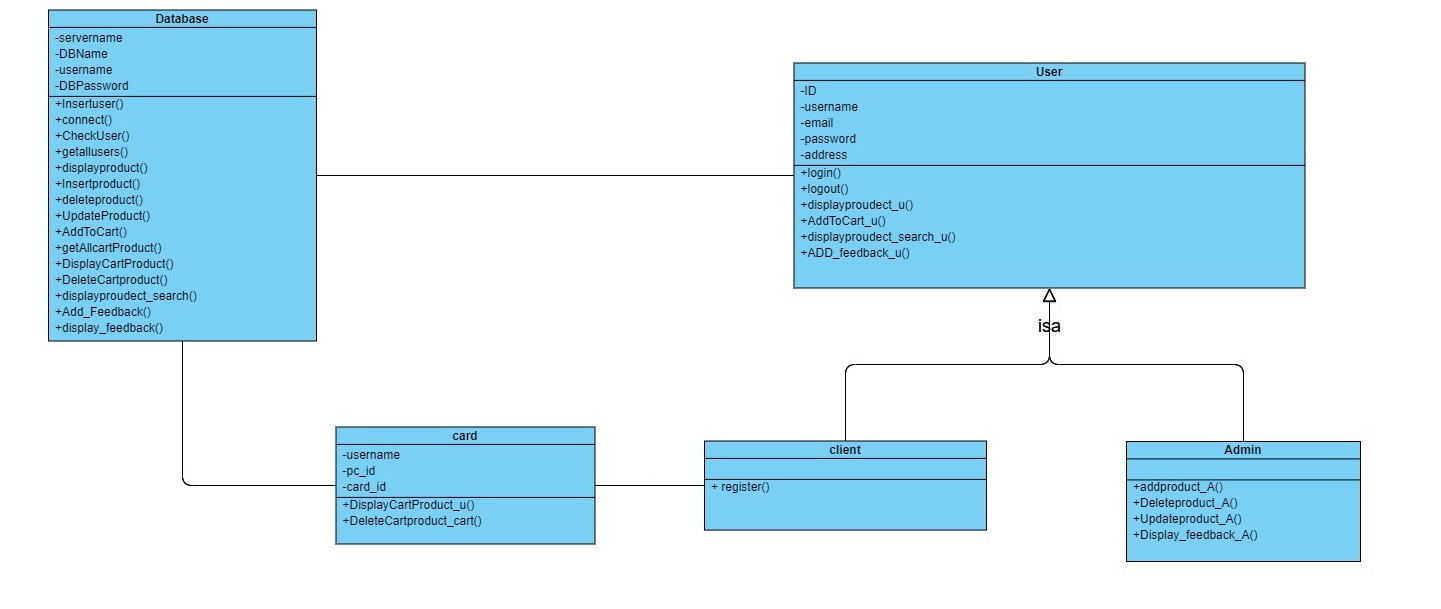 Database
-servername
-DBName
-username
-DBPassword
+Insertuser()
+connect()
+CheckUser()
+getallusers()
+displayproduct()
+Insertproduct()
+deleteproduct()
+UpdateProduct()
+AddToCart()
+getAllcartProduct()
+DisplayCartProduct()
+DeleteCartproduct()
+displayproudect_search()
+Add_Feedback()
+display_feedback()
User
-ID
-username
-email
-password
-address
+login()
+logout()
+displayproudect_u()
+AddToCart_u()
+displayproudect_search_u()
+ADD_feedback_u()
isa
card
-username
-pc_id
-card_id
+DisplayCartProduct_u()
+DeleteCartproduct_cart()
client
+ register()
Admin
+addproduct_A()
+Deleteproduct_A()
+Updateproduct_A()
+Display_feedback_A()